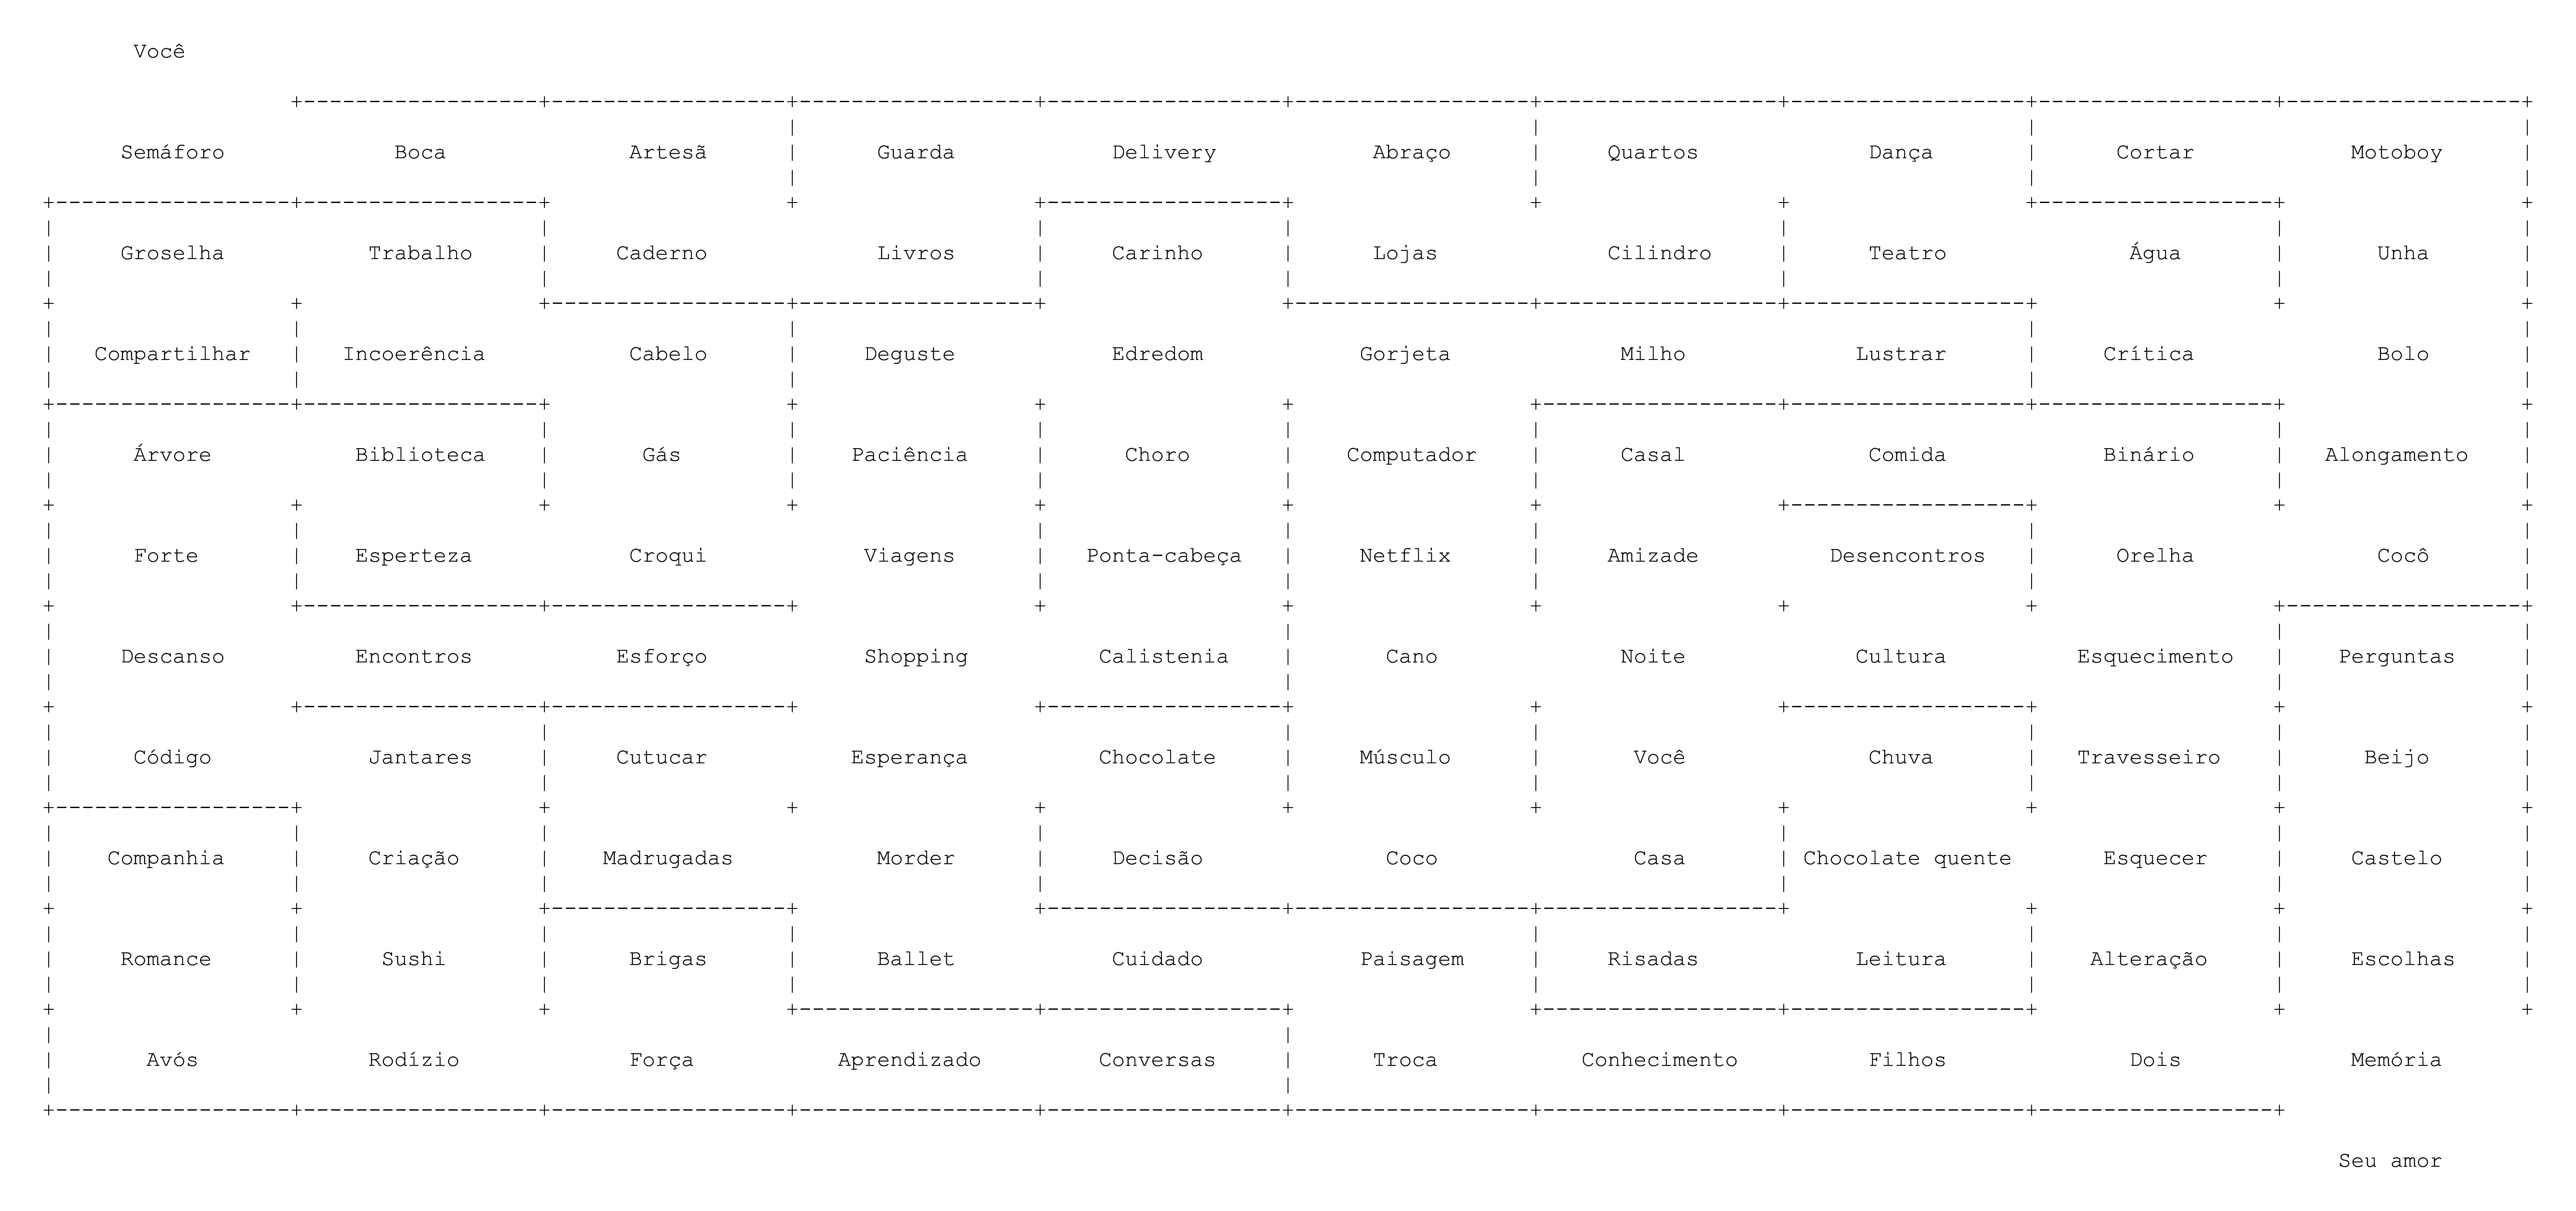 Você
Semáforo Boca Artesã Guarda Delivery Abraço Quartos Dança Cortar Motoboy
Groselha Trabalho Caderno Livros Carinho Lojas Cilindro Teatro Água Unha
Compartilhar Incoerência Cabelo Deguste Edredom Gorjeta Milho Lustrar Crítica Bolo
Árvore Biblioteca Gás Paciência Choro Computador Casal Comida Binário Alongamento
Forte Esperteza Croqui Viagens Ponta-cabeça Netflix Amizade Desencontros Orelha Cocô
Descanso Encontros Esforço Shopping Calistenia Cano Noite Cultura Esquecimento Perguntas
Código Jantares Cutucar Esperança Chocolate Músculo Você Chuva Travesseiro Beijo
Companhia Criação Madrugadas Morder Decisão Coco Casa Chocolate quente Esquecer Castelo
Romance Sushi Brigas Ballet Cuidado Paisagem Risadas Leitura Alteração Escolhas
Avós Rodízio Força Aprendizado Conversas Troca Conhecimento Filhos Dois Memória
Seu amor